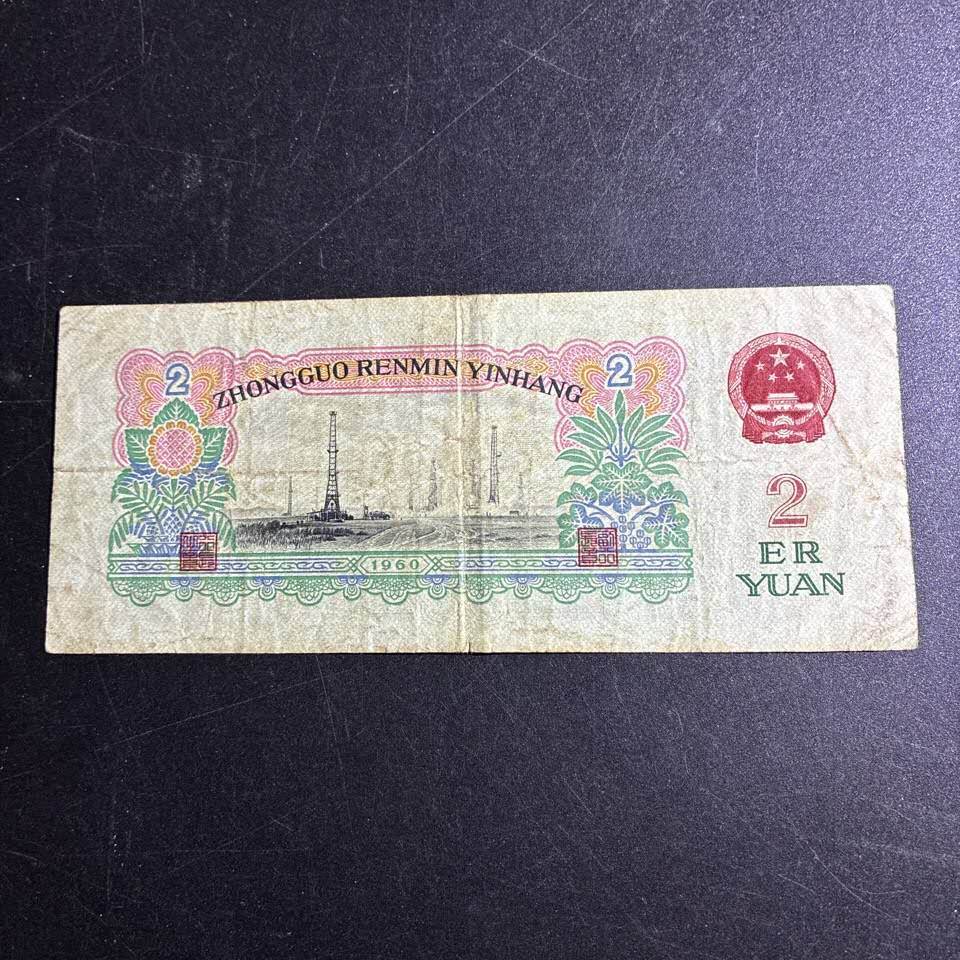 2 ZHONGGUO RENMIN YINHANG 2
1960
2
ER
YUAN